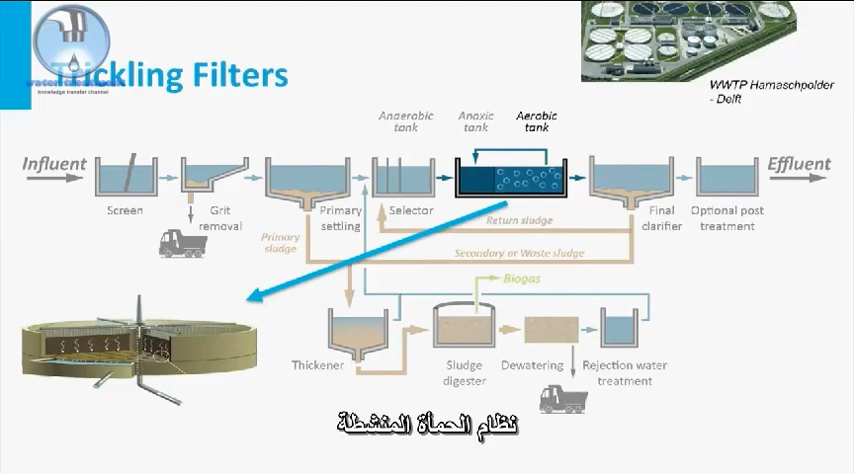 Trickling Filters
knowledge transfer channel
WWTP Harnaschpolder
- Delft
Anaerobic
tank
Anoxic
tank
Aerobic
tank
Influent
Effluent
Screen
Grit
removal
Primary
settling
Selector
Final
clarifier
Optional post
treatment
Primary
sludge
Return sludge
Secondary or Waste sludge
Biogas
Thickener
Sludge
digester
Dewatering
Rejection water
treatment
نظام الحمأة المنشطة